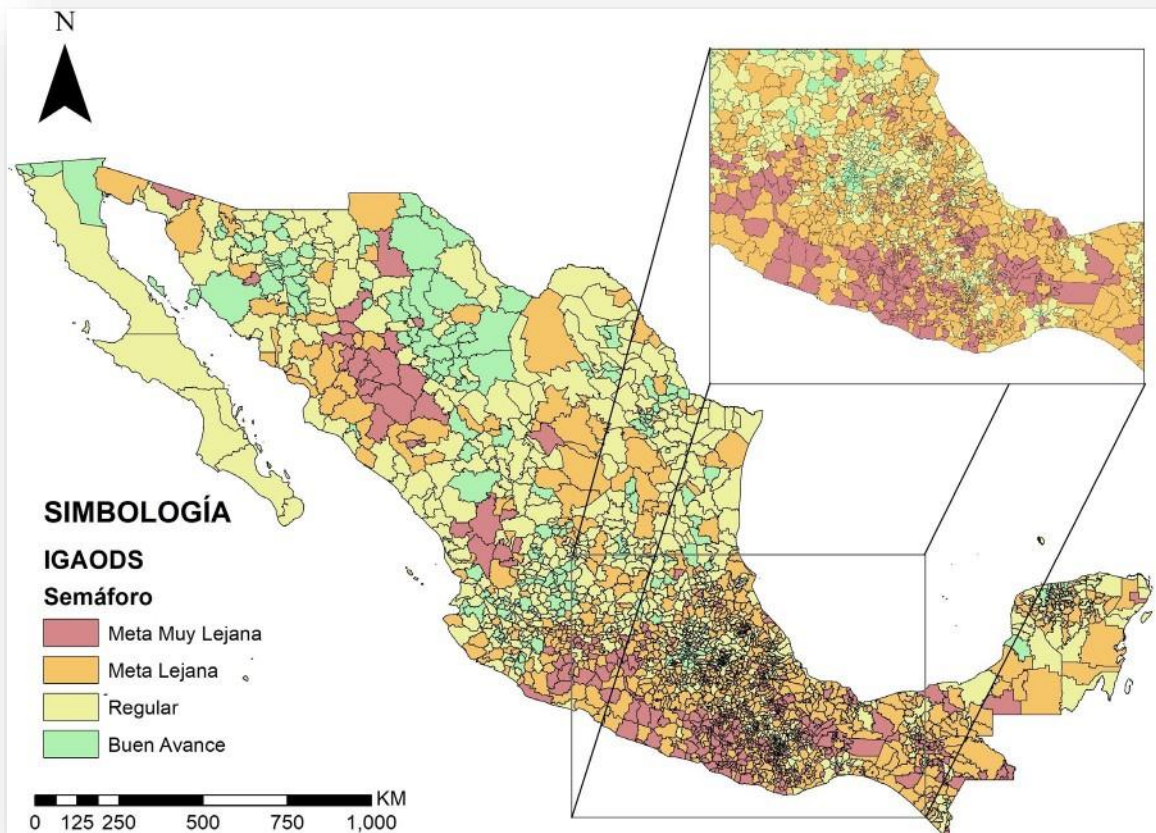 N
SIMBOLOGÍA
IGAODS
Semáforo
Meta Muy Lejana
Meta Lejana
Regular
Buen Avance
KM
0 125 250 500 750 1,000